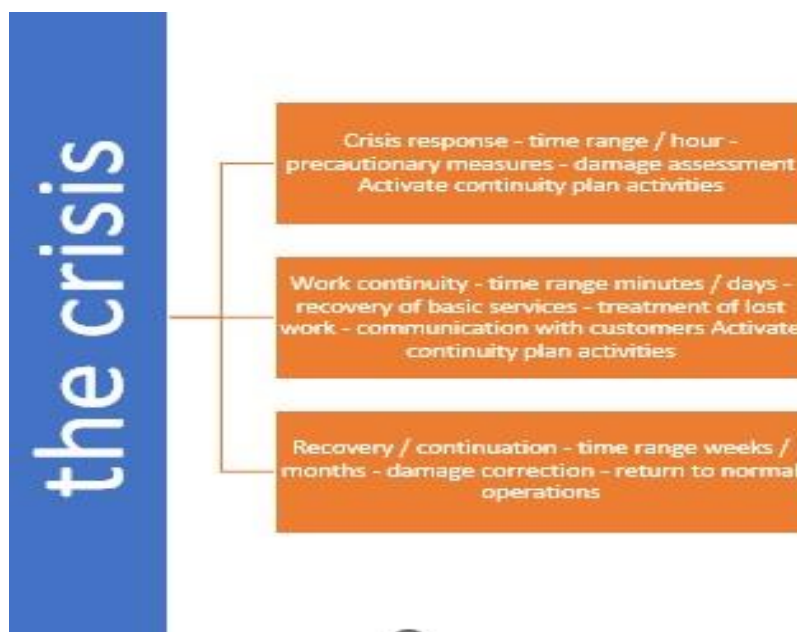 the crisis
Crisis response - time range / hour -
precautionary measures - damage assessment
Activate continuity plan activities
Work continuity - time range minutes / days -
recovery of basic services - treatment of lost
work - communication with customers Activate
continuity plan activities
Recovery / continuation - time range weeks /
months - damage correction - return to normal
operations